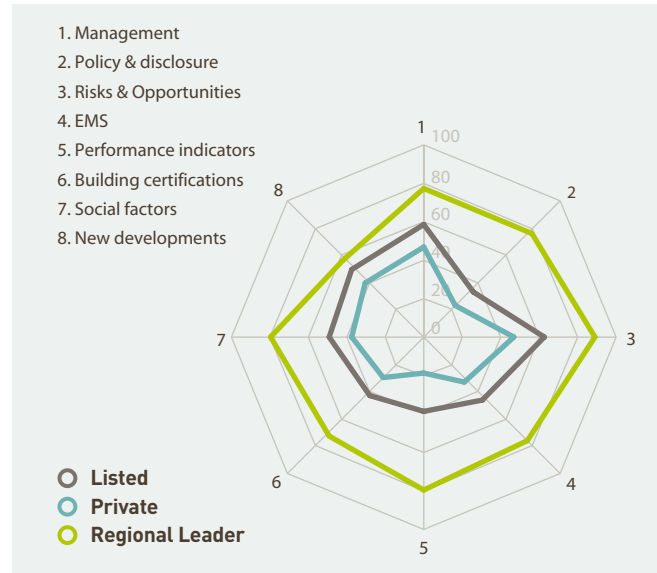 1. Management
2. Policy & disclosure
3. Risks & Opportunities
4. EMS
5. Performance indicators
6. Building certifications
7. Social factors
8. New developments
1
100
80
60
40
20
0
2
3
4
5
6
7
8
Listed
Private
Regional Leader